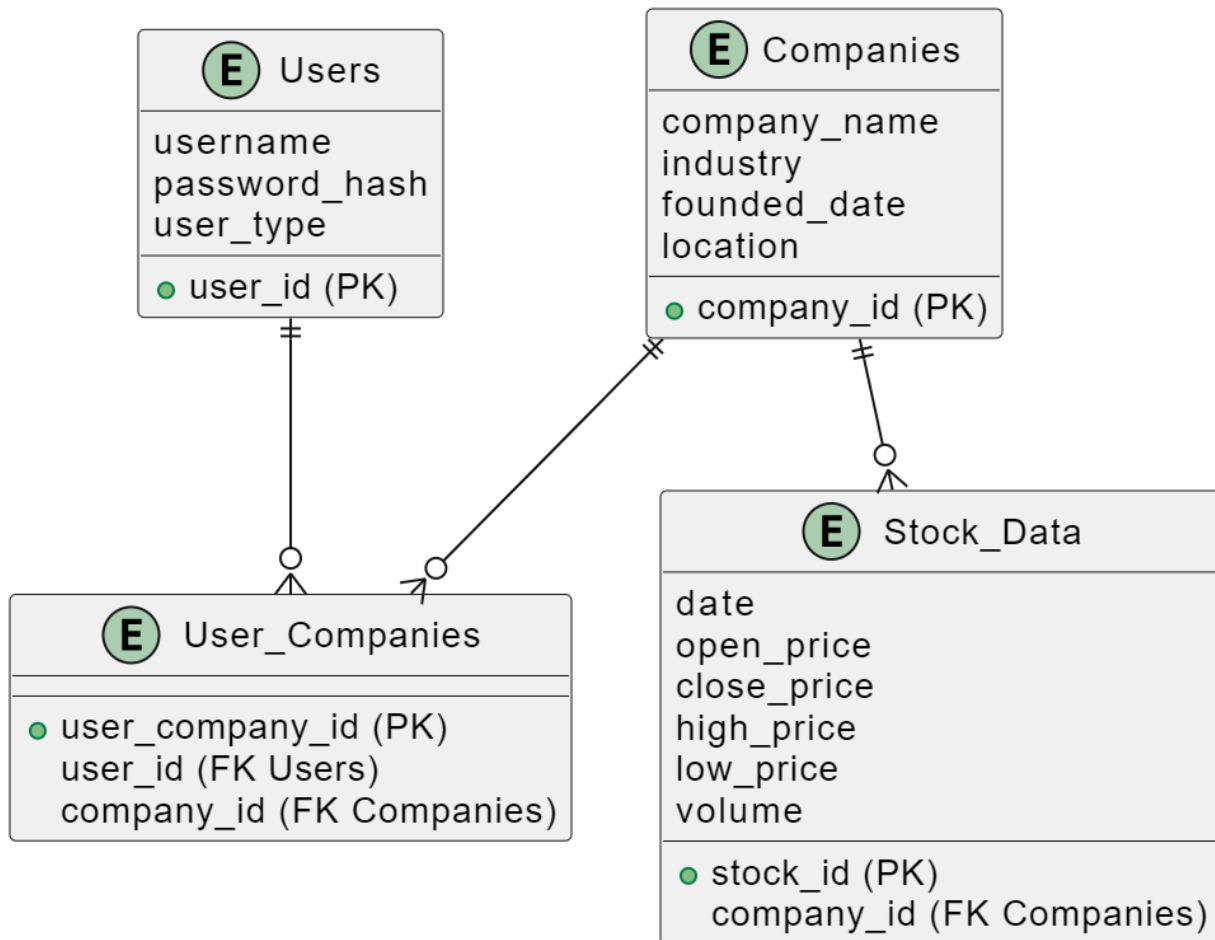 E Users
username
password_hash
user_type
user_id (PK)
E Companies
company_name
industry
founded_date
location
company_id (PK)
E User_Companies
user_company_id (PK)
user_id (FK Users)
company_id (FK Companies)
E Stock_Data
date
open_price
close_price
high_price
low_price
volume
stock_id (PK)
company_id (FK Companies)